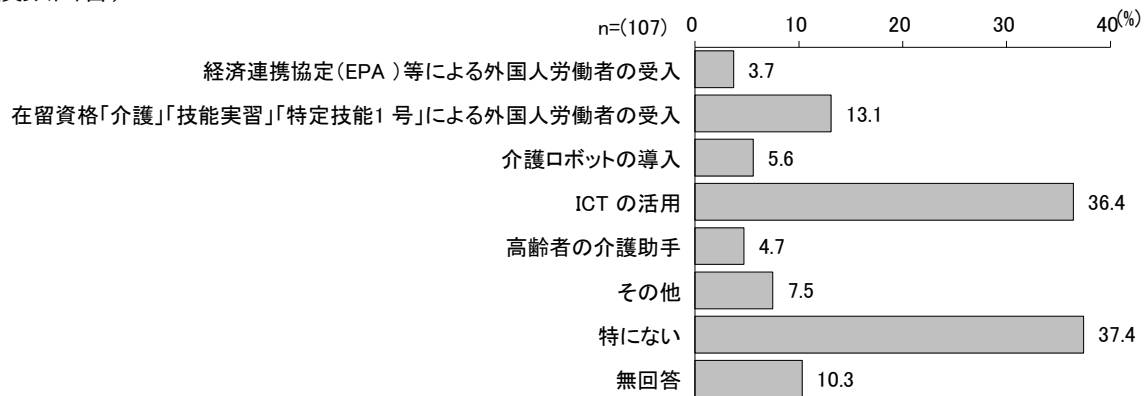 n=(107) 0 10 20 30 40 (%)
経済連携協定(EPA )等による外国人労働者の受入 3.7
在留資格「介護」「技能実習」「特定技能1 号」による外国人労働者の受入 13.1
介護ロボットの導入 5.6
ICT の活用 36.4
高齢者の介護助手 4.7
その他 7.5
特にない 37.4
無回答 10.3